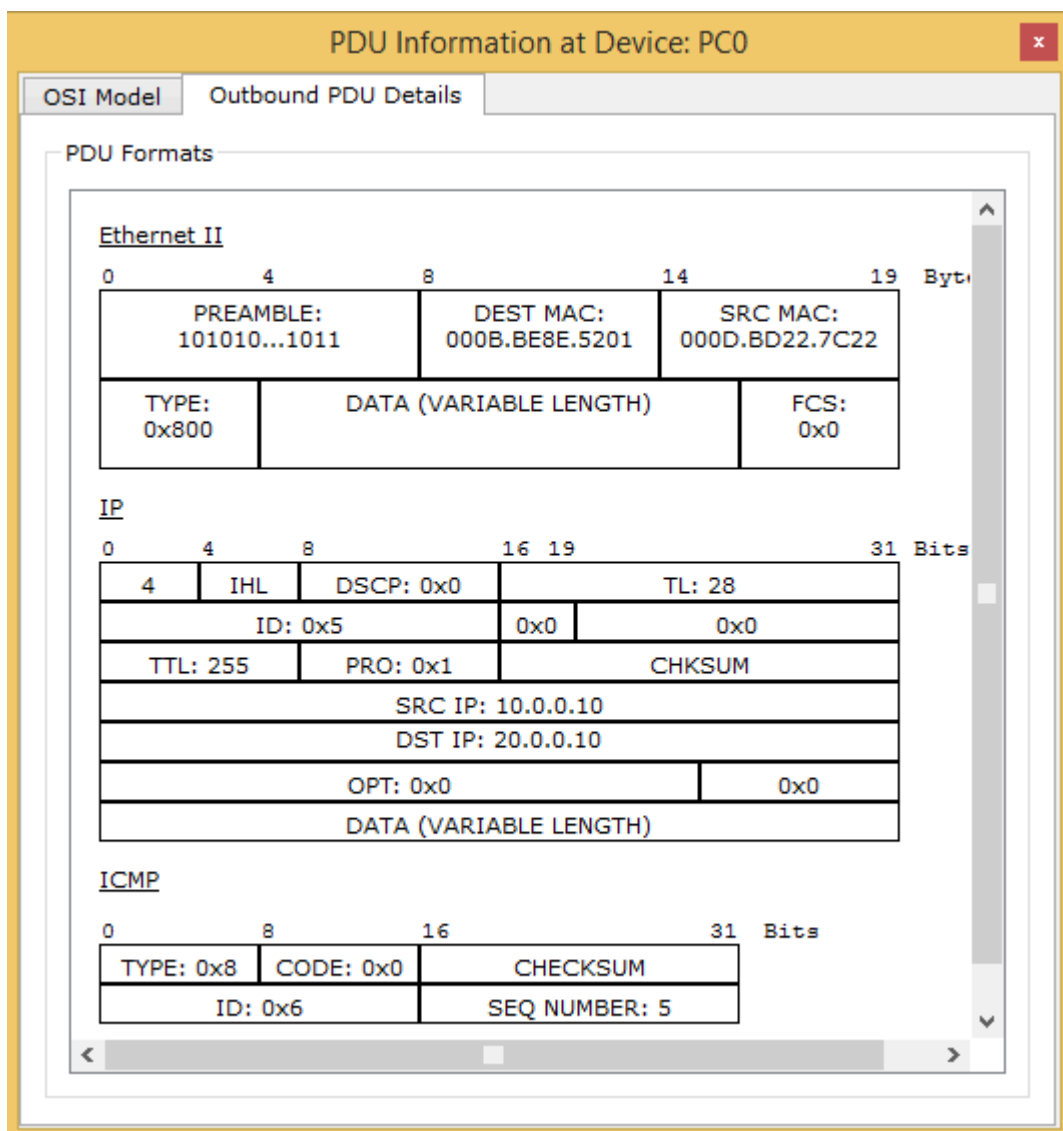 PDU Information at Device: PC0
x
OSI Model Outbound PDU Details
PDU Formats
Ethernet II
0 4 8 14 19 Byt
PREAMBLE: DEST MAC: SRC MAC:
101010...1011 000B.BE8E.5201 000D.BD22.7C22
TYPE: DATA (VARIABLE LENGTH) FCS:
0x800 0x0
IP
0 4 8 16 19 31 Bits
4 IHL DSCP: 0x0 TL: 28
ID: 0x5 0x0 0x0
TTL: 255 PRO: 0x1 CHKSUM
SRC IP: 10.0.0.10
DST IP: 20.0.0.10
OPT: 0x0 0x0
DATA (VARIABLE LENGTH)
ICMP
0 8 16 31 Bits
TYPE: 0x8 CODE: 0x0 CHECKSUM
ID: 0x6 SEQ NUMBER: 5